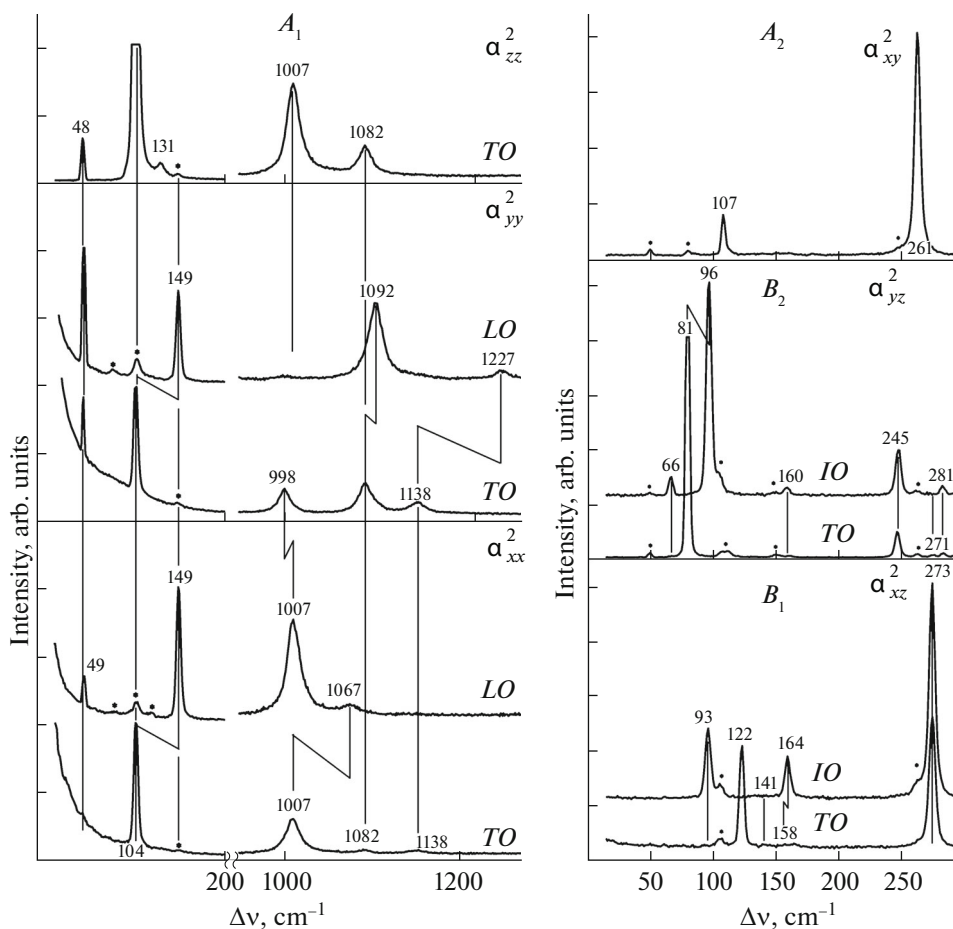 A₁
α²zz
48
131
*
1007
1082
TO
α²yy
149
*
*
1092
LO
1227
998
*
1138
TO
α²xx
149
49
*
*
*
1007
1067
LO
104
*
1007
1082
1138
TO
200
1000
1200
Δν, cm⁻¹
Intensity, arb. units
A₂
α²xy
107
261
B₂
α²yz
96
81
66
160
245
281
IO
271
TO
B₁
α²xz
273
93
122
164
141
158
IO
TO
50
100
150
200
250
Δν, cm⁻¹
Intensity, arb. units